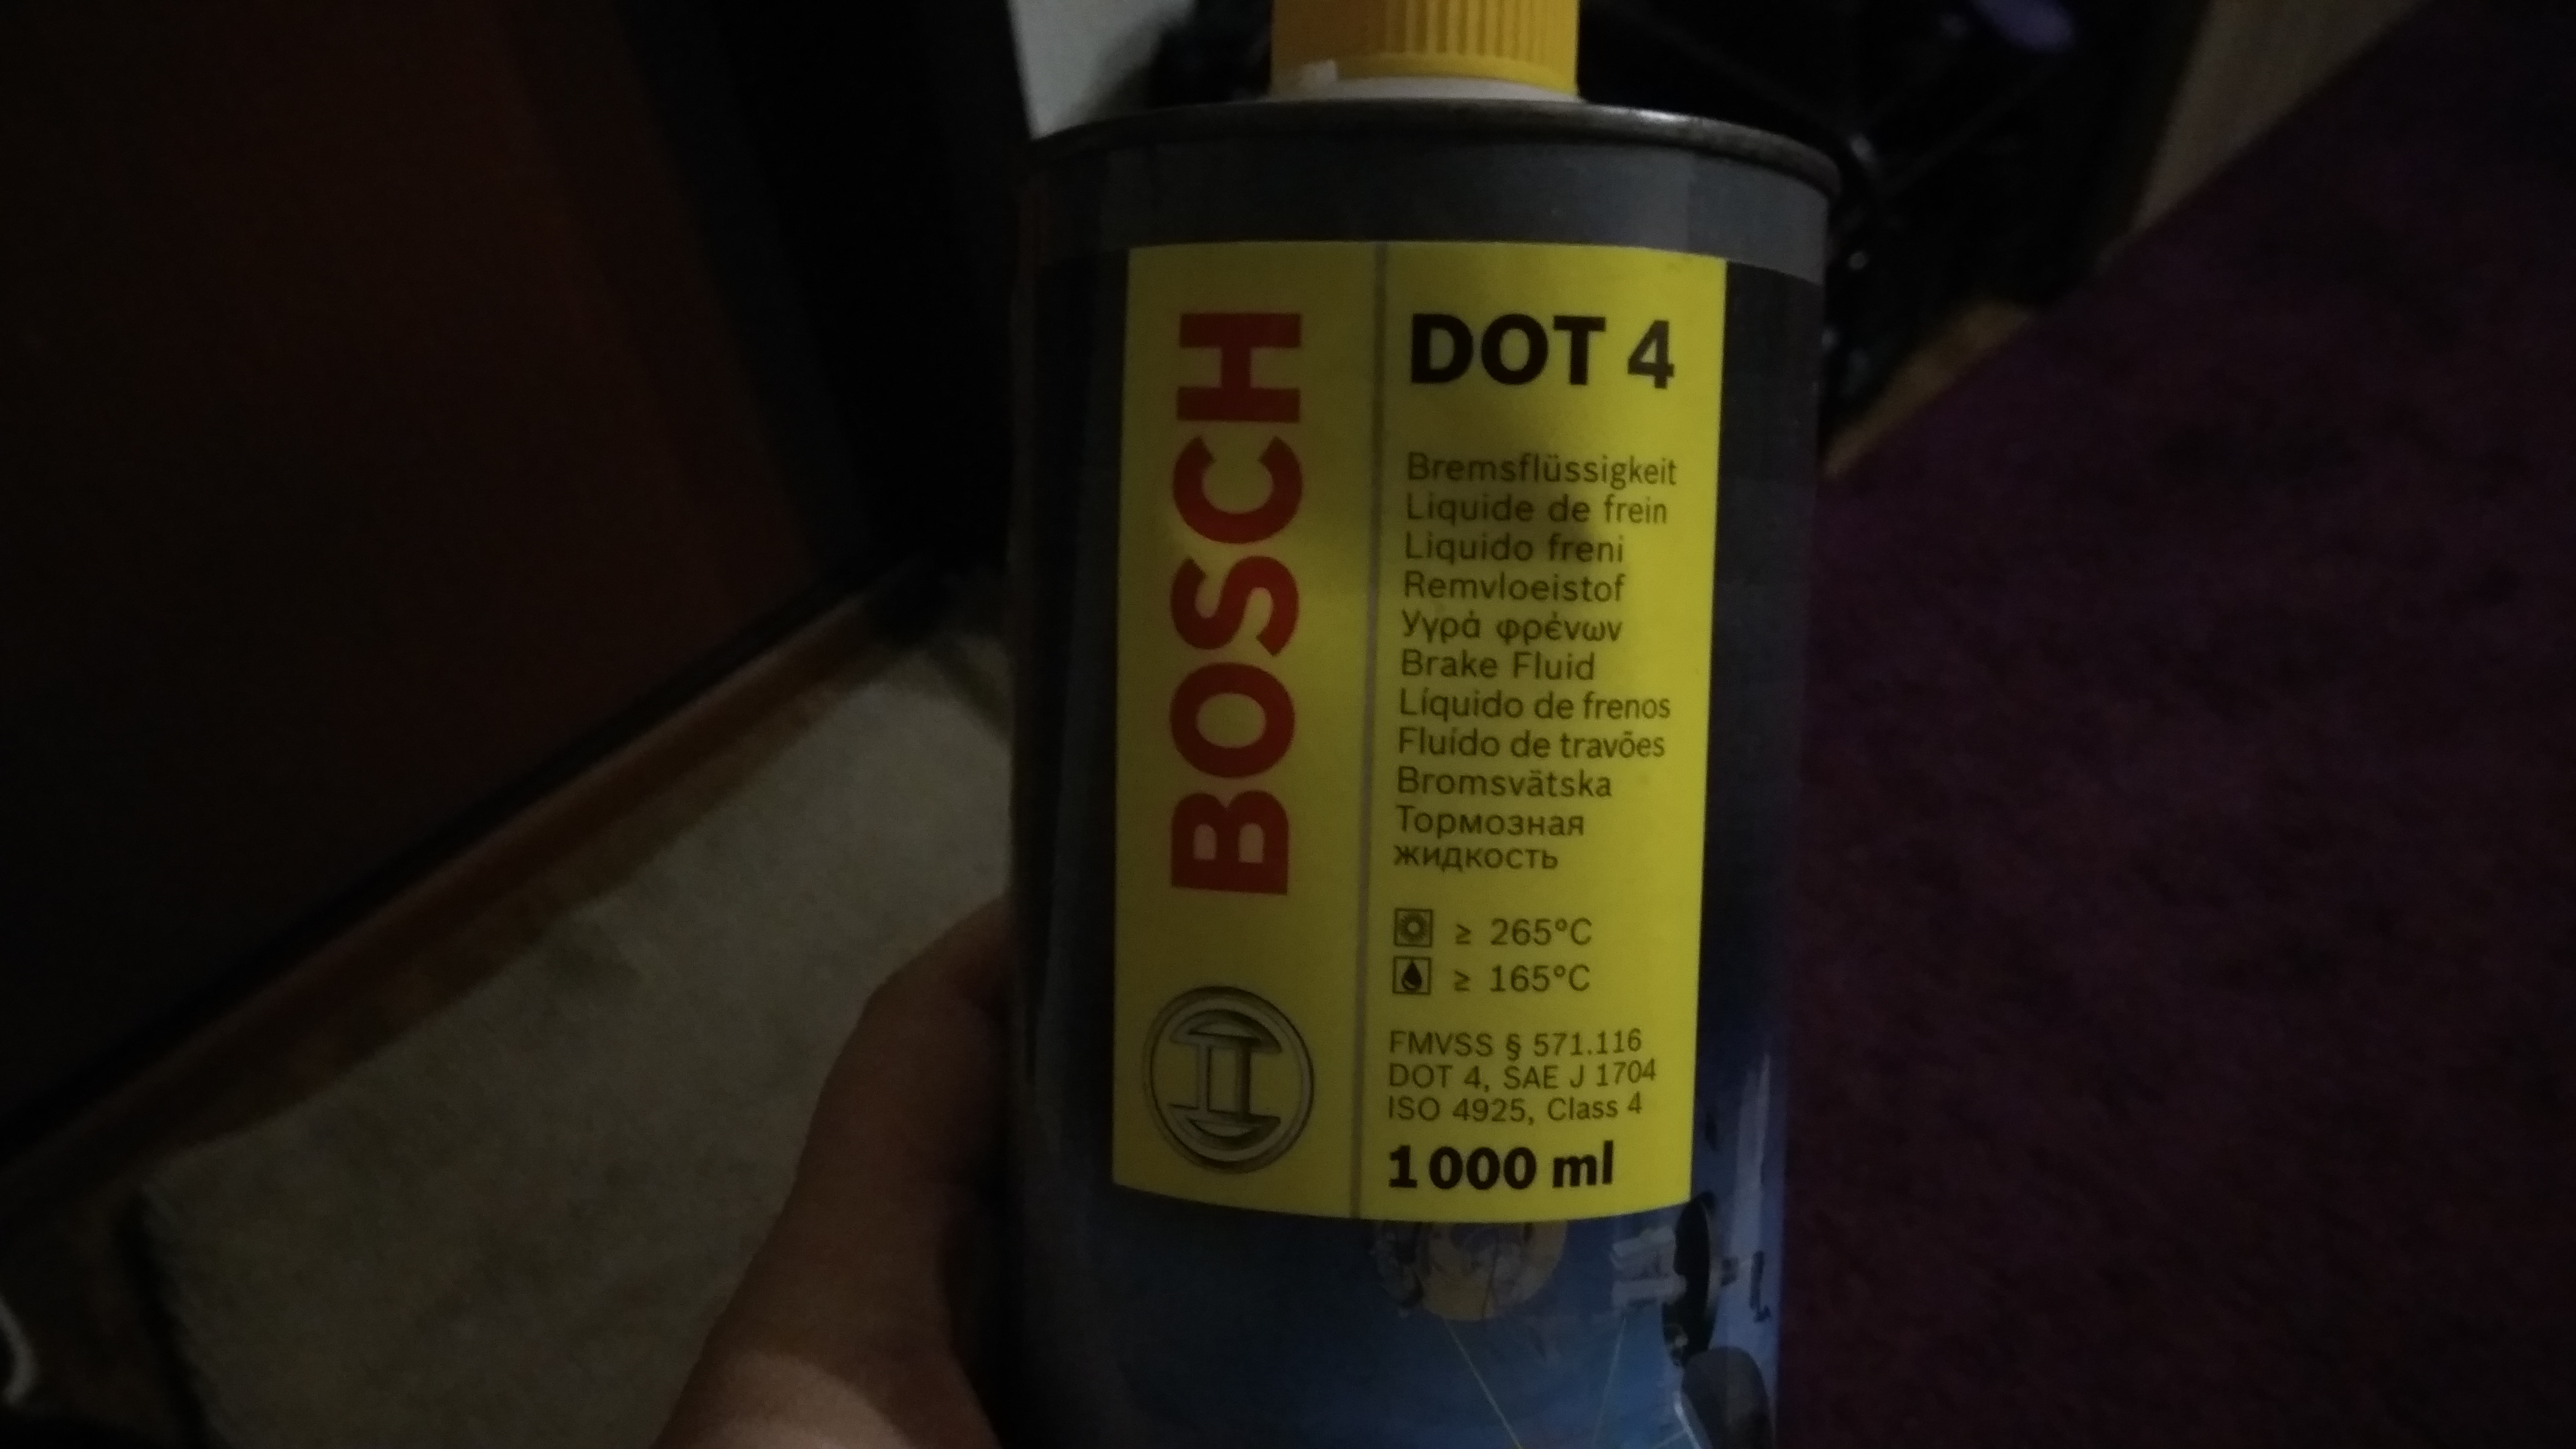 BOSCH
DOT 4
Bremsflüssigkeit
Liquide de frein
Liquido freni
Remvloeistof
Υγρά φρένων
Brake Fluid
Líquido de frenos
Fluído de travões
Bromsvätska
Тормозная
жидкость
≥ 265°C
≥ 165°C
FMVSS § 571.116
DOT 4, SAE J 1704
ISO 4925, Class 4
1000 ml